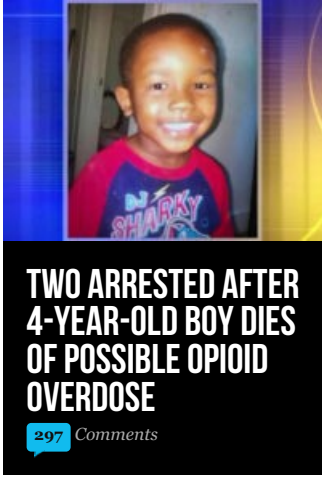 DJ
SHARKY
TWO ARRESTED AFTER
4-YEAR-OLD BOY DIES
OF POSSIBLE OPIOID
OVERDOSE
297 Comments